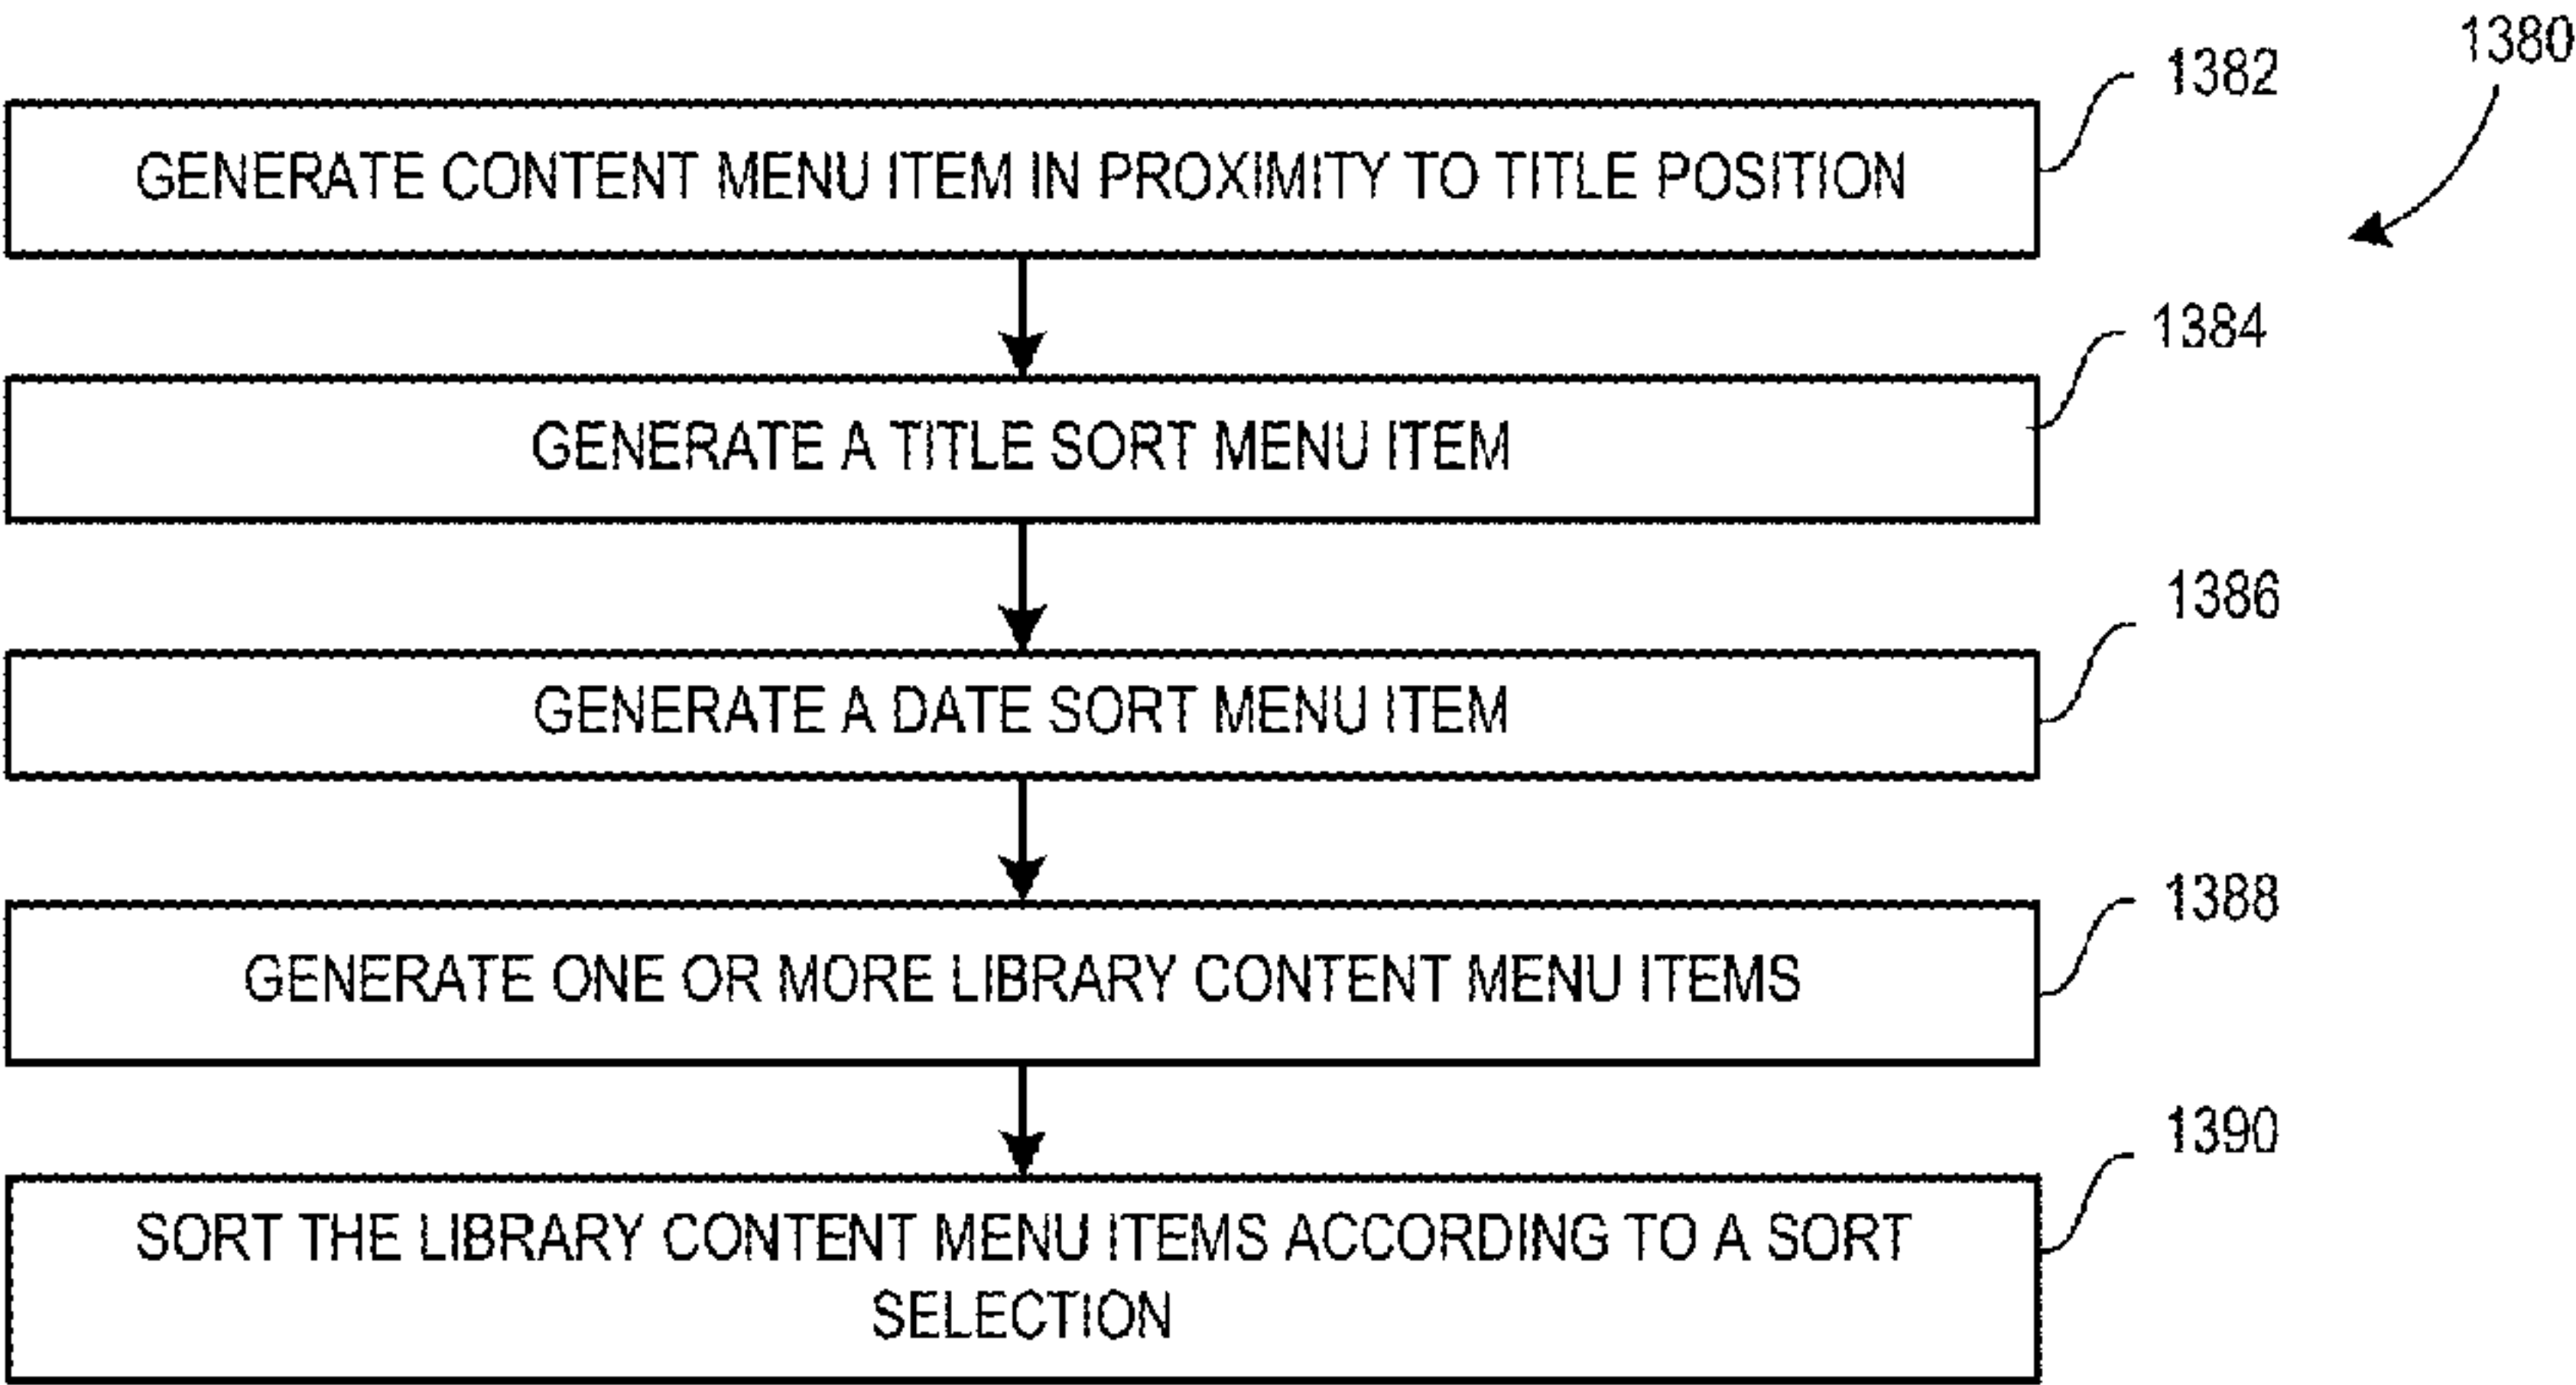 1380
1382
GENERATE CONTENT MENU ITEM IN PROXIMITY TO TITLE POSITION
1384
GENERATE A TITLE SORT MENU ITEM
1386
GENERATE A DATE SORT MENU ITEM
1388
GENERATE ONE OR MORE LIBRARY CONTENT MENU ITEMS
1390
SORT THE LIBRARY CONTENT MENU ITEMS ACCORDING TO A SORT
SELECTION